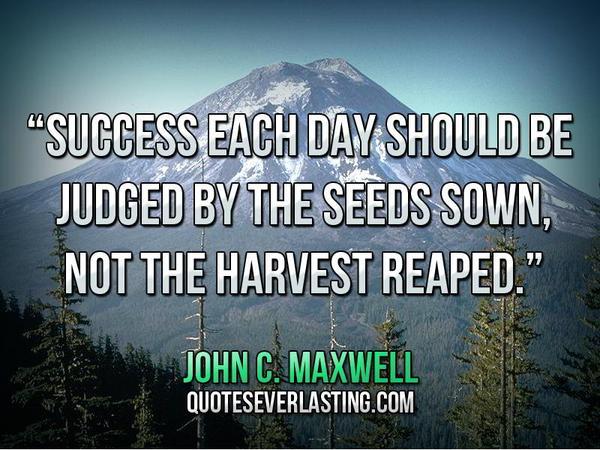 “SUCCESS EACH DAY SHOULD BE
JUDGED BY THE SEEDS SOWN,
NOT THE HARVEST REAPED.”
JOHN C. MAXWELL
QUOTESEVERLASTING.COM